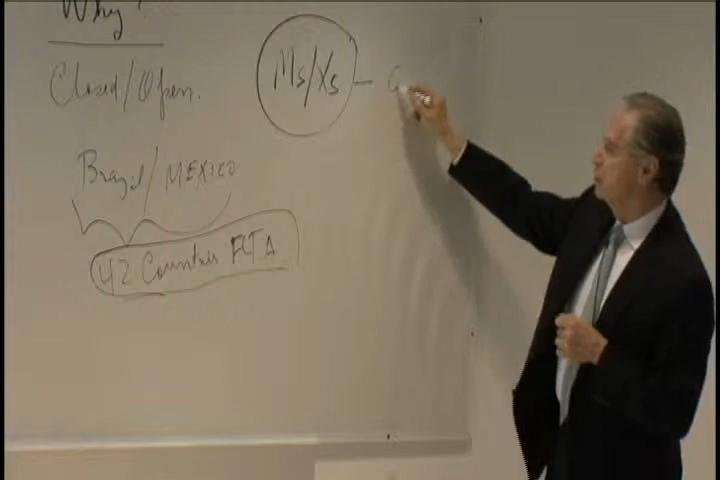 Why?
Closed/Open.
Ms/Xs — C
Brazil/MEXICO
42 Countries FTA